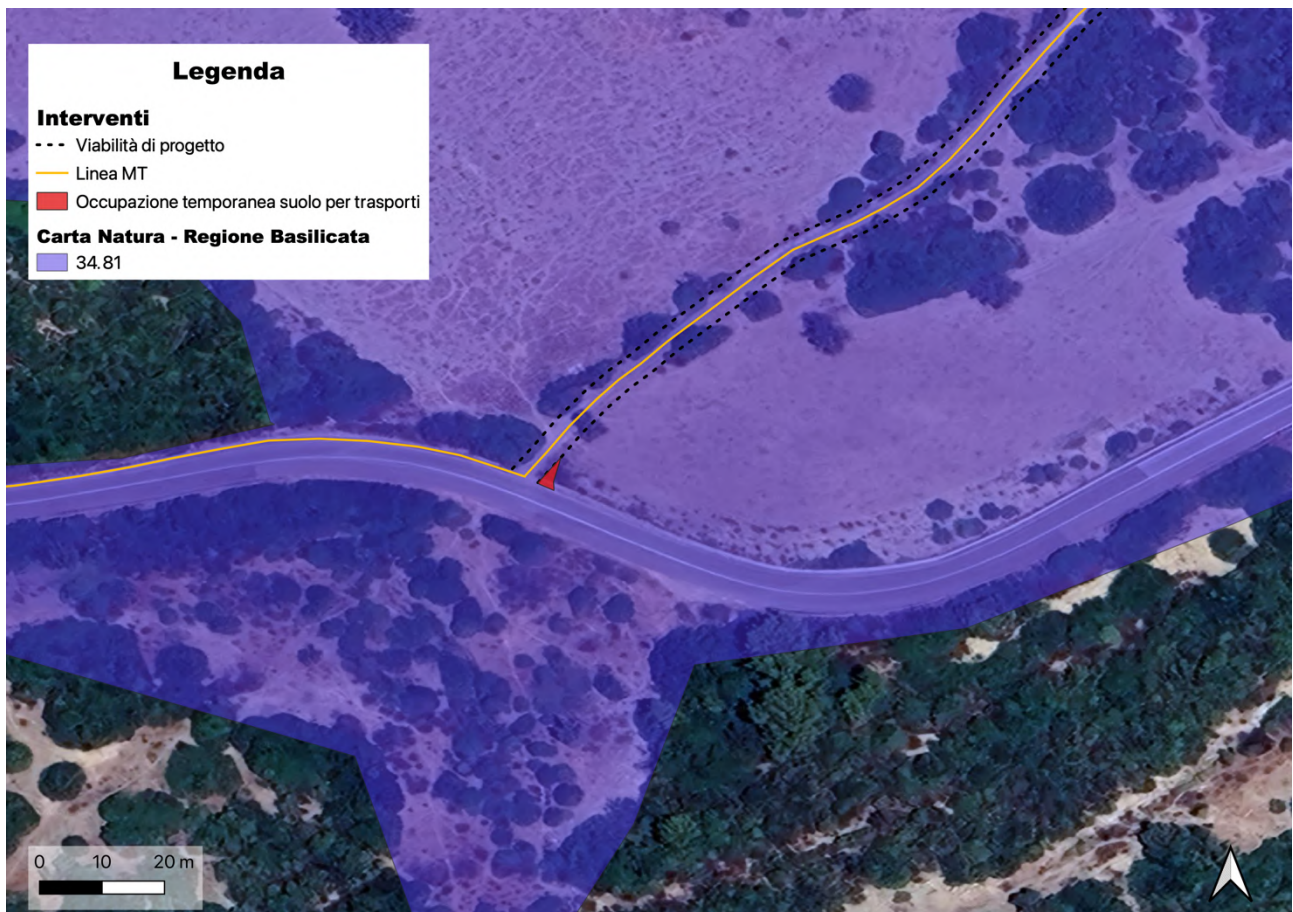 Legenda
Interventi
Viabilità di progetto
Linea MT
Occupazione temporanea suolo per trasporti
Carta Natura - Regione Basilicata
34.81
0 10 20 m